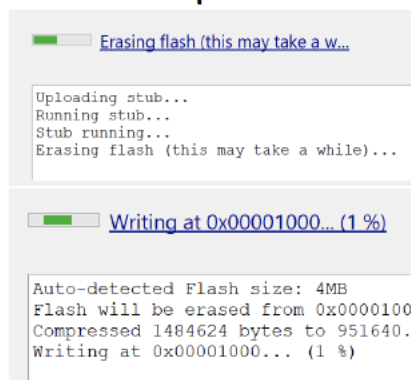 Erasing flash (this may take a w...
Uploading stub...
Running stub...
Stub running...
Erasing flash (this may take a while)...
Writing at 0x00001000... (1 %)
Auto-detected Flash size: 4MB
Flash will be erased from 0x0000100
Compressed 1484624 bytes to 951640.
Writing at 0x00001000... (1 %)